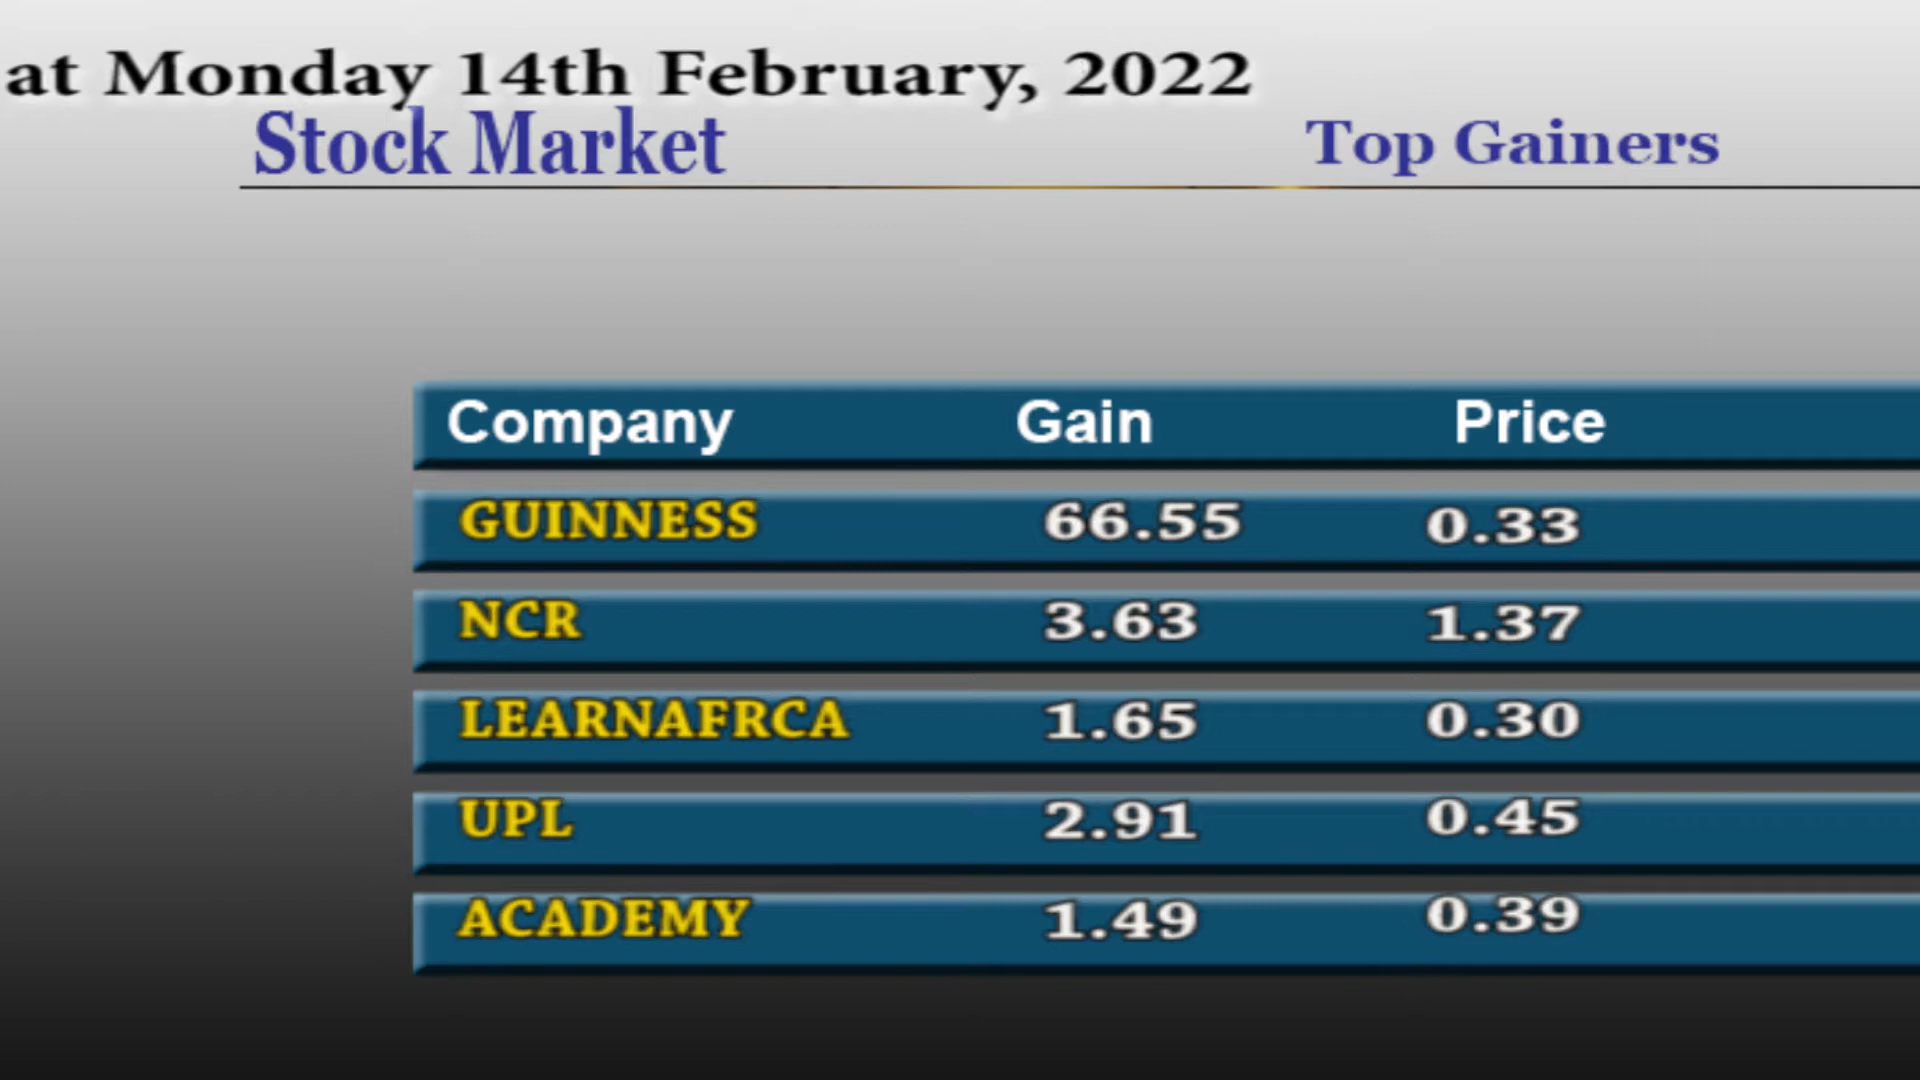 at Monday 14th February, 2022
Stock Market Top Gainers
Company Gain Price
GUINNESS 66.55 0.33
NCR 3.63 1.37
LEARNAFRCA 1.65 0.30
UPL 2.91 0.45
ACADEMY 1.49 0.39